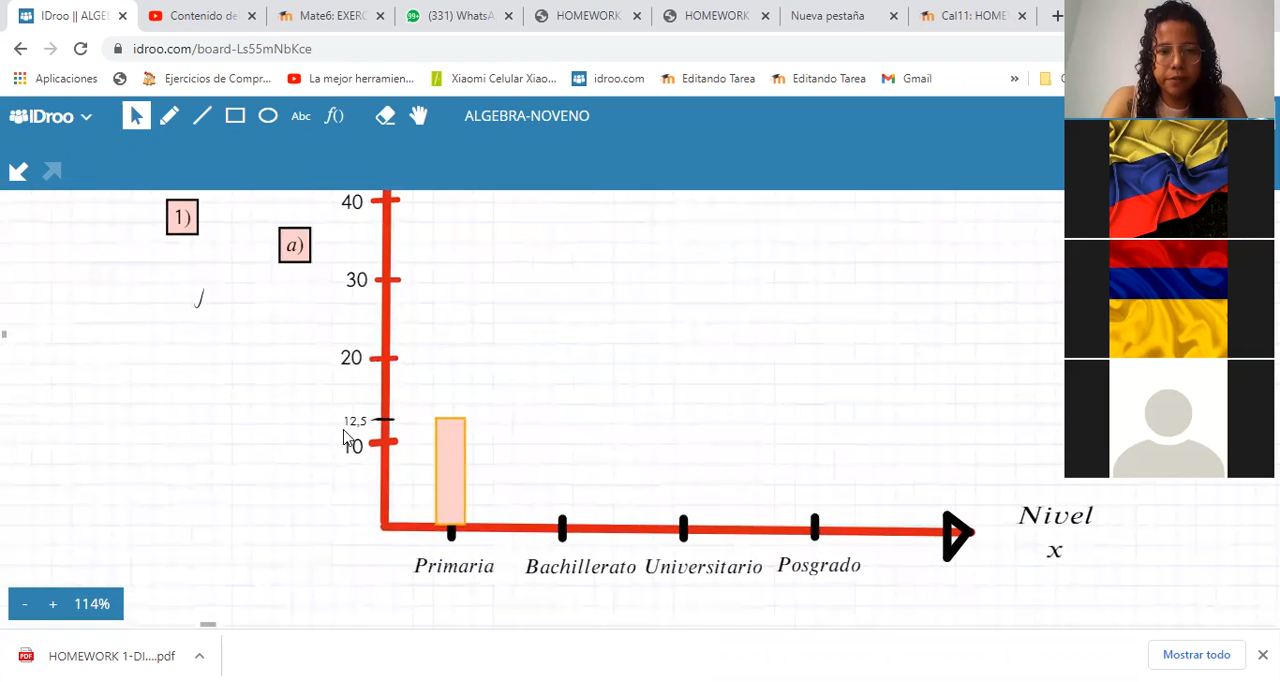 IDroo || ALGE
Contenido de
Mate6: EXERC
99+
(331) WhatsA
HOMEWORK
HOMEWORK
Nueva pestaña
Cal11: HOME
idroo.com/board-Ls55mNbKce
Aplicaciones
Ejercicios de Compr...
La mejor herramien...
Xiaomi Celular Xiao...
idroo.com
Editando Tarea
Editando Tarea
Gmail
»
IDroo
Abc
f()
ALGEBRA-NOVENO
1)
a)
40
30
20
12,5
10
Primaria
Bachillerato
Universitario
Posgrado
Nivel
x
- + 114%
PDF
HOMEWORK 1-DI....pdf
Mostrar todo